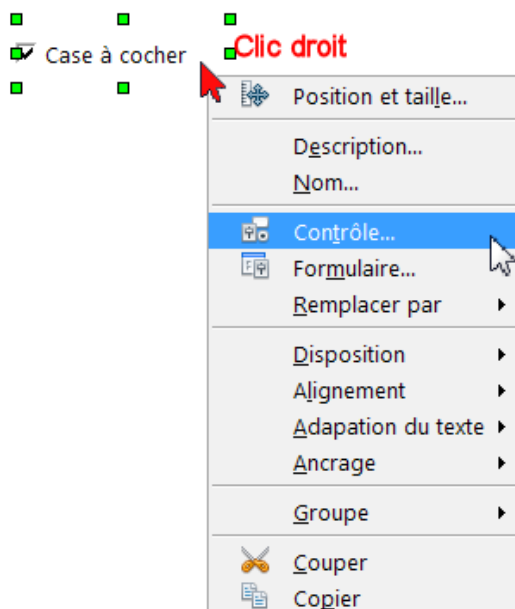 Case à cocher
Clic droit
Position et taille...
Description...
Nom...
Contrôle...
Formulaire...
Remplacer par
Disposition
Alignement
Adapation du texte
Ancrage
Groupe
Couper
Copier